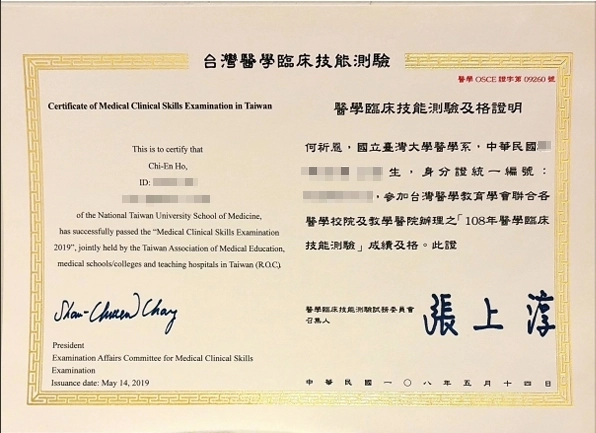 台灣醫學臨床技能測驗
醫學 OSCE 證字第 09260 號
Certificate of Medical Clinical Skills Examination in Taiwan
This is to certify that
Chi-En Ho,
ID:
of the National Taiwan University School of Medicine,
has successfully passed the “Medical Clinical Skills Examination
2019”, jointly held by the Taiwan Association of Medical Education,
medical schools/colleges and teaching hospitals in Taiwan (R.O.C).
Shan-Chwen Chang
President
Examination Affairs Committee for Medical Clinical Skills
Examination
Issuance date: May 14, 2019
醫學臨床技能測驗及格證明
何祈恩，國立臺灣大學醫學系，中華民國
生，身分證統一編號：
，參加台灣醫學教育學會聯合各
醫學校院及教學醫院辦理之「108年醫學臨床
技能測驗」成績及格。此證
醫學臨床技能測驗試務委員會
召集人
張上淳
中華民國一〇八年五月十四日